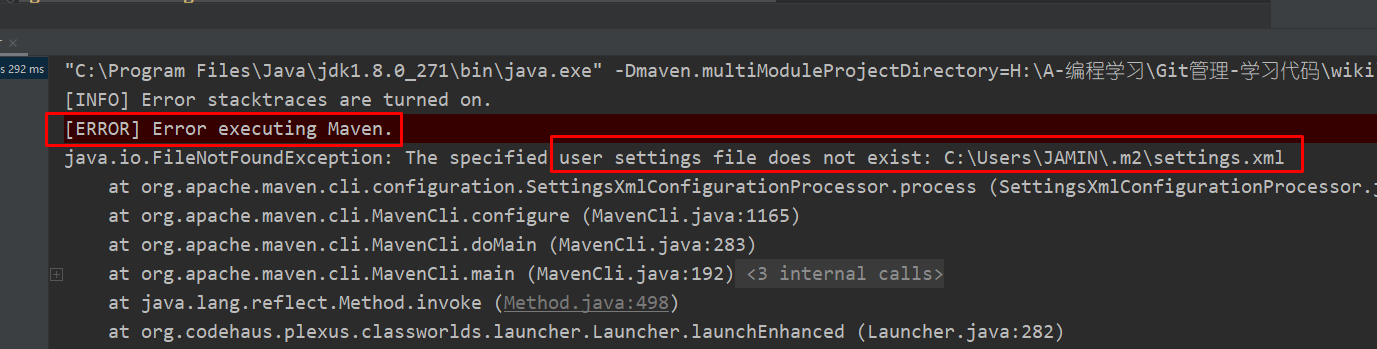 s 292 ms
"C:\Program Files\Java\jdk1.8.0_271\bin\java.exe" -Dmaven.multiModuleProjectDirectory=H:\A-编程学习\Git管理-学习代码\wiki
[INFO] Error stacktraces are turned on.
[ERROR] Error executing Maven.
java.io.FileNotFoundException: The specified user settings file does not exist: C:\Users\JAMIN\.m2\settings.xml
at org.apache.maven.cli.configuration.SettingsXmlConfigurationProcessor.process (SettingsXmlConfigurationProcessor.j
at org.apache.maven.cli.MavenCli.configure (MavenCli.java:1165)
at org.apache.maven.cli.MavenCli.doMain (MavenCli.java:283)
at org.apache.maven.cli.MavenCli.main (MavenCli.java:192) <3 internal calls>
at java.lang.reflect.Method.invoke (Method.java:498)
at org.codehaus.plexus.classworlds.launcher.Launcher.launchEnhanced (Launcher.java:282)